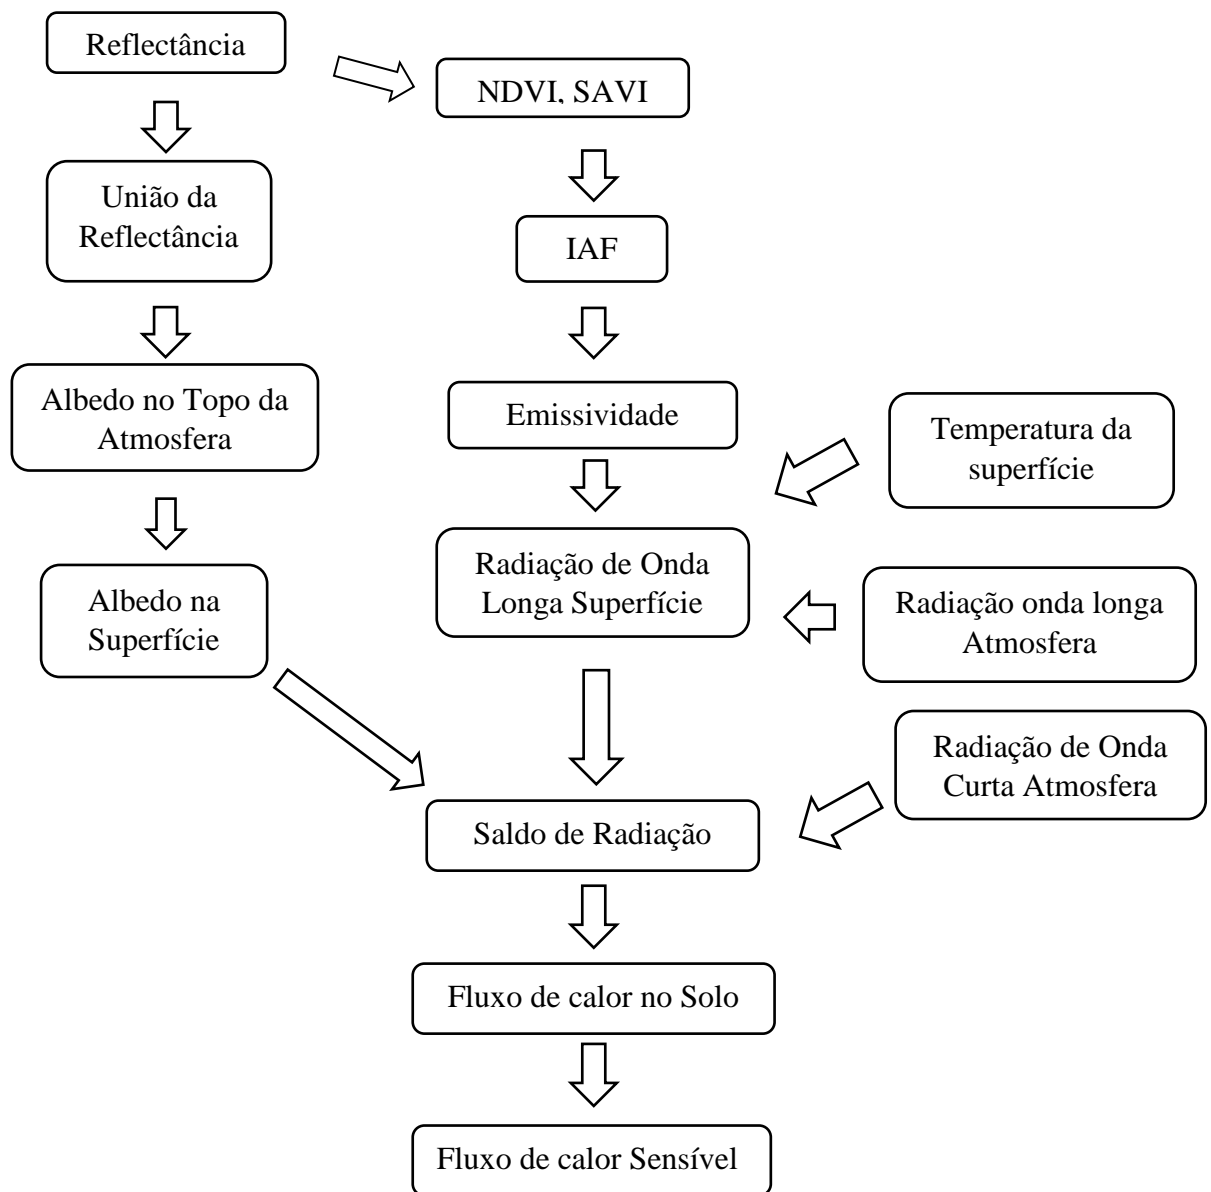 Reflectância
NDVI, SAVI
União da
Reflectância
IAF
Albedo no Topo da
Atmosfera
Emissividade
Temperatura da
superfície
Radiação de Onda
Longa Superfície
Albedo na
Superfície
Radiação onda longa
Atmosfera
Radiação de Onda
Curta Atmosfera
Saldo de Radiação
Fluxo de calor no Solo
Fluxo de calor Sensível